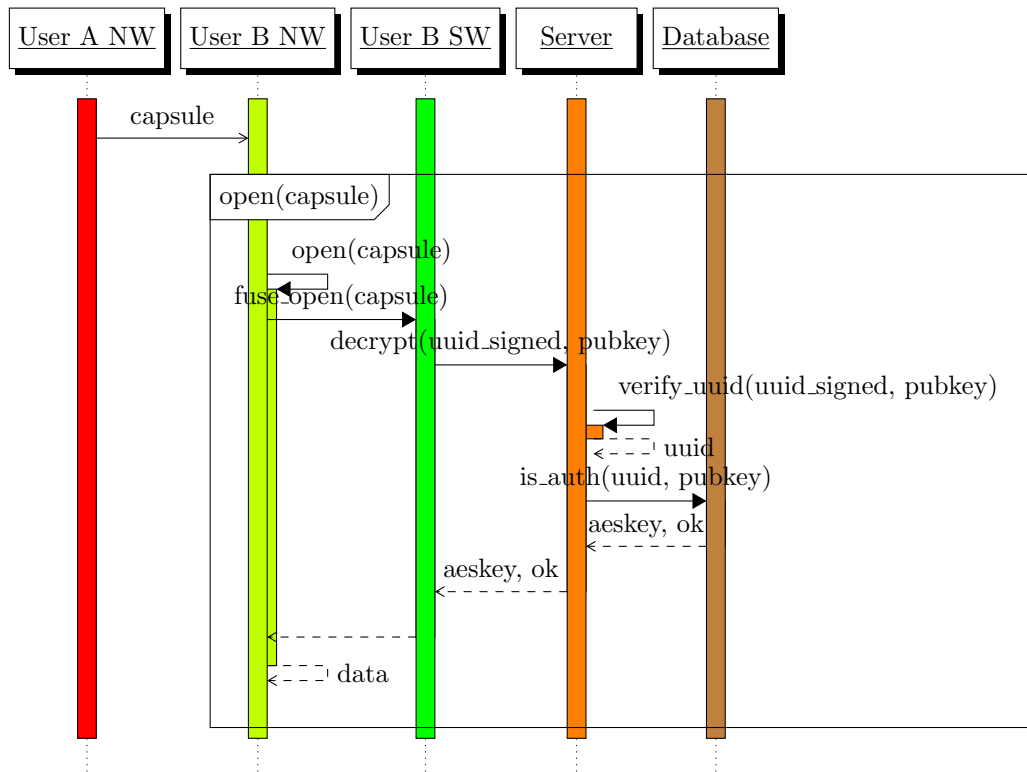 User A NW
User B NW
User B SW
Server
Database
capsule
open(capsule)
open(capsule)
fuse_open(capsule)
decrypt(uuid_signed, pubkey)
verify_uuid(uuid_signed, pubkey)
uuid
is_auth(uuid, pubkey)
aeskey, ok
aeskey, ok
data